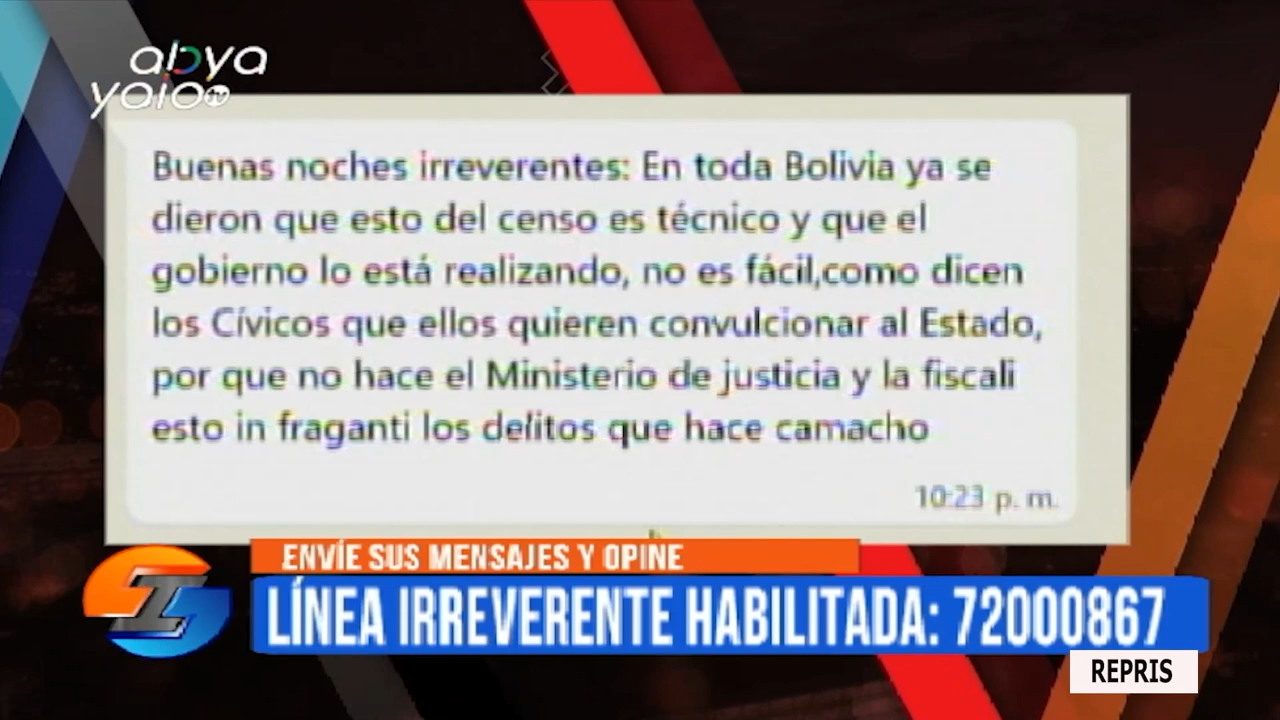 abya
yala tv
Buenas noches irreverentes: En toda Bolivia ya se
dieron que esto del censo es técnico y que el
gobierno lo está realizando, no es fácil,como dicen
los Cívicos que ellos quieren convulcionar al Estado,
por que no hace el Ministerio de justicia y la fiscali
esto in fraganti los delitos que hace camacho
10:23 p. m.
ENVÍE SUS MENSAJES Y OPINE
LÍNEA IRREVERENTE HABILITADA: 72000867
REPRIS